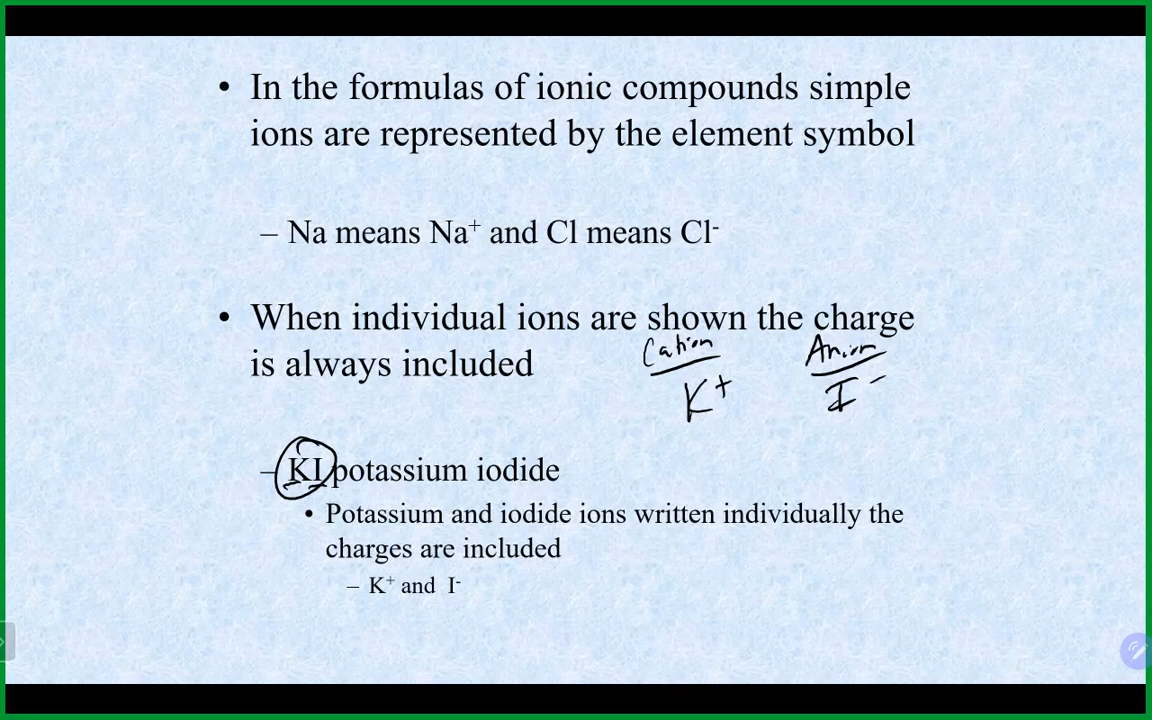 • In the formulas of ionic compounds simple
ions are represented by the element symbol
– Na means Na⁺ and Cl means Cl⁻
• When individual ions are shown the charge
is always included
Cation Anion
K⁺ I⁻
– KI potassium iodide
• Potassium and iodide ions written individually the
charges are included
– K⁺ and I⁻